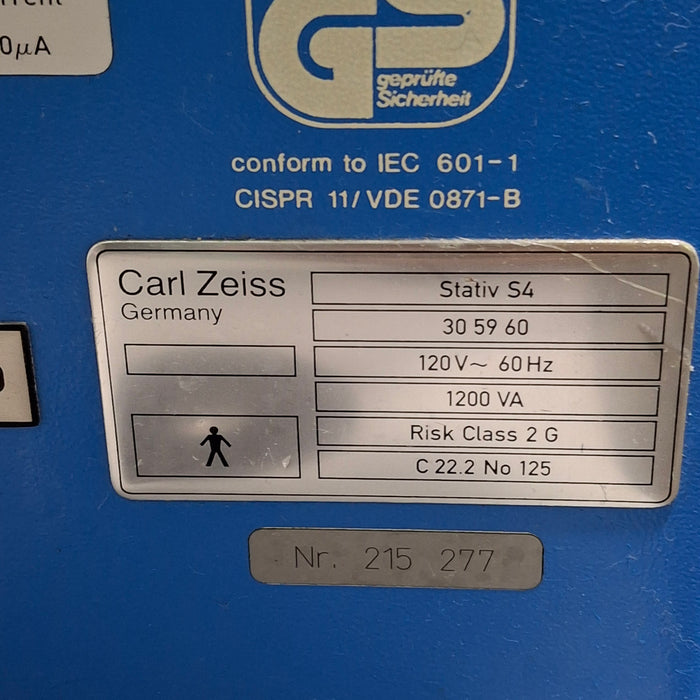 0µA
geprüfte
Sicherheit
conform to IEC 601-1
CISPR 11/VDE 0871-B
Carl Zeiss
Germany
Stativ S4
30 59 60
120V~ 60Hz
1200 VA
Risk Class 2 G
C 22.2 No 125
Nr. 215 277